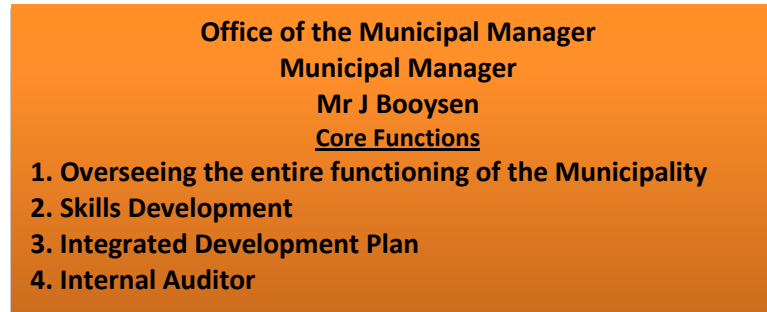 Office of the Municipal Manager
Municipal Manager
Mr J Booysen
Core Functions
1. Overseeing the entire functioning of the Municipality
2. Skills Development
3. Integrated Development Plan
4. Internal Auditor